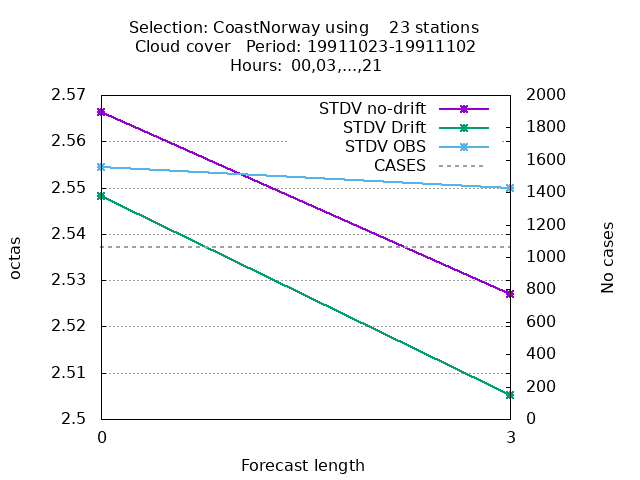 Selection: CoastNorway using    23 stations
Cloud cover   Period: 19911023-19911102
Hours: 00,03,...,21
STDV no-drift
STDV Drift
STDV OBS
CASES
2.57
2.56
2.55
2.54
2.53
2.52
2.51
2.5
2000
1800
1600
1400
1200
1000
800
600
400
200
0
octas
No cases
0
3
Forecast length